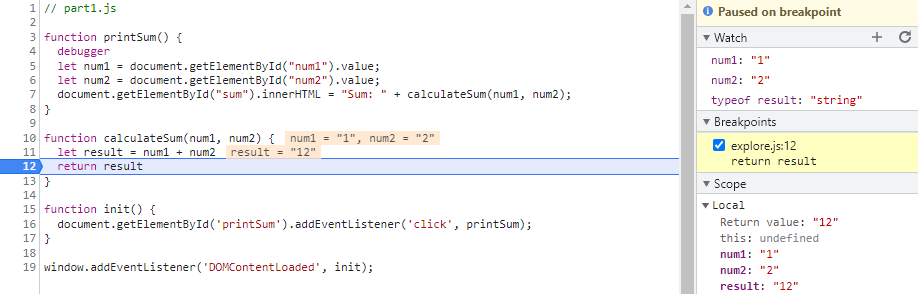 1 // part1.js
2
3 function printSum() {
4   debugger
5   let num1 = document.getElementById("num1").value;
6   let num2 = document.getElementById("num2").value;
7   document.getElementById("sum").innerHTML = "Sum: " + calculateSum(num1, num2);
8 }
9
10 function calculateSum(num1, num2) {  num1 = "1", num2 = "2"
11   let result = num1 + num2  result = "12"
12   return result
13 }
14
15 function init() {
16   document.getElementById('printSum').addEventListener('click', printSum);
17 }
18
19 window.addEventListener('DOMContentLoaded', init);
Paused on breakpoint
Watch
num1: "1"
num2: "2"
typeof result: "string"
Breakpoints
explore.js:12
return result
Scope
Local
Return value: "12"
this: undefined
num1: "1"
num2: "2"
result: "12"